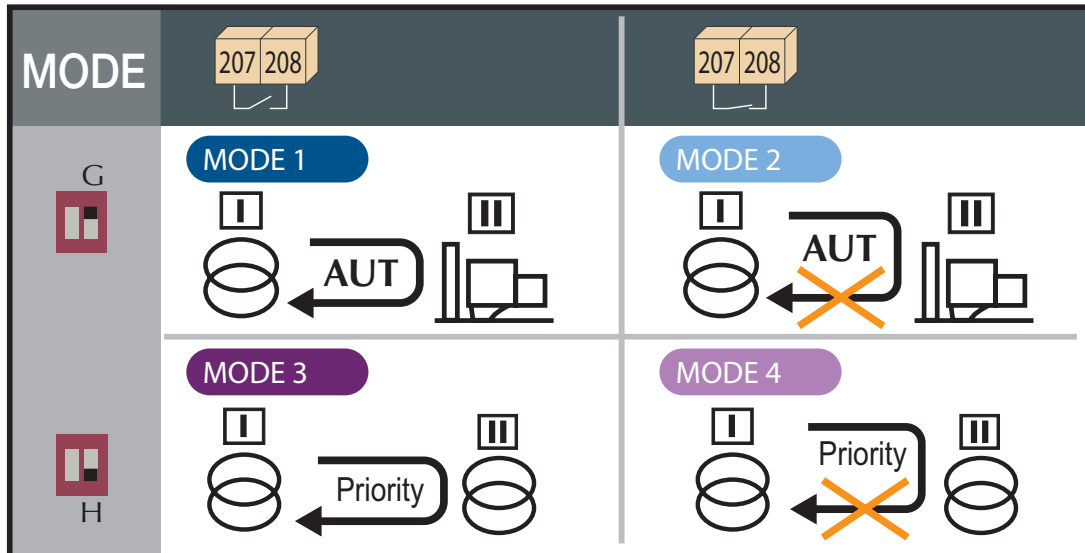 MODE
207 208
207 208
G
MODE 1
I
II
AUT
MODE 2
I
II
AUT
H
MODE 3
I
II
Priority
MODE 4
I
II
Priority